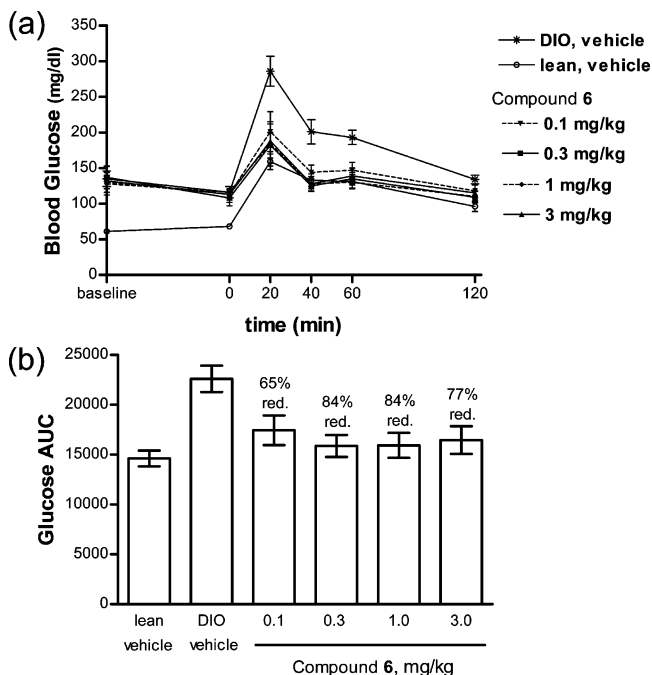 (a)
350
300
250
200
150
100
50
0
Blood Glucose (mg/dl)
baseline 0 20 40 60 120
time (min)
DIO, vehicle
lean, vehicle
Compound 6
0.1 mg/kg
0.3 mg/kg
1 mg/kg
3 mg/kg
(b)
25000
20000
15000
10000
5000
0
Glucose AUC
65% 84% 84% 77%
red. red. red. red.
lean DIO 0.1 0.3 1.0 3.0
vehicle vehicle
Compound 6, mg/kg